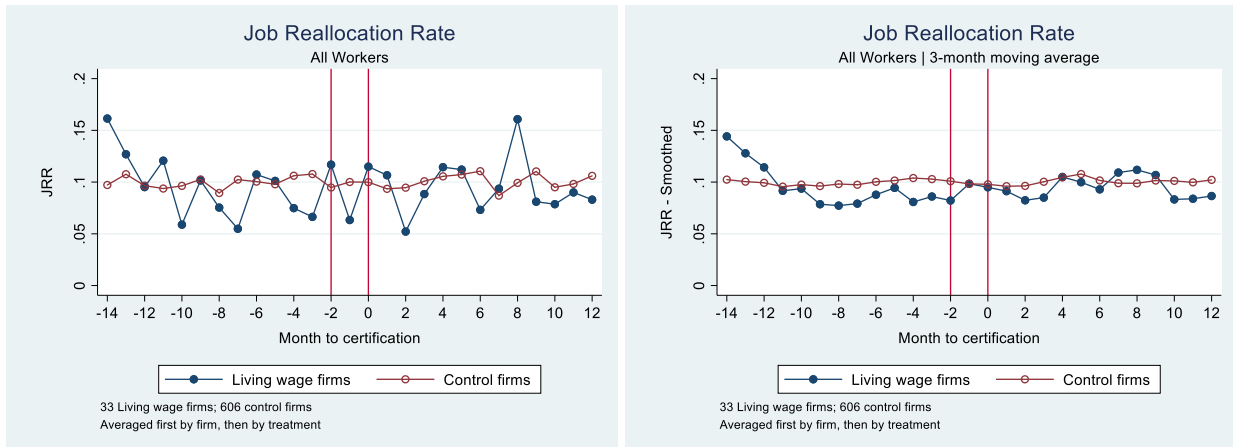 Job Reallocation Rate
All Workers
JRR
.2
.15
.1
.05
0
-14 -12 -10 -8 -6 -4 -2 0 2 4 6 8 10 12
Month to certification
Living wage firms Control firms
33 Living wage firms; 606 control firms
Averaged first by firm, then by treatment
Job Reallocation Rate
All Workers | 3-month moving average
JRR - Smoothed
.2
.15
.1
.05
0
-14 -12 -10 -8 -6 -4 -2 0 2 4 6 8 10 12
Month to certification
Living wage firms Control firms
33 Living wage firms; 606 control firms
Averaged first by firm, then by treatment